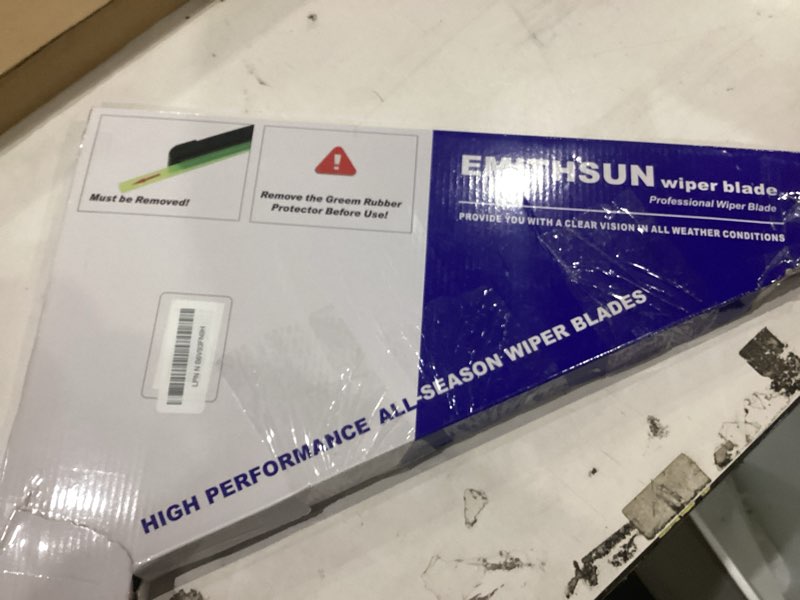 Must be Removed!
Remove the Greem Rubber
Protector Before Use!
EMITHSUN wiper blade
Professional Wiper Blade
PROVIDE YOU WITH A CLEAR VISION IN ALL WEATHER CONDITIONS
HIGH PERFORMANCE ALL-SEASON WIPER BLADES